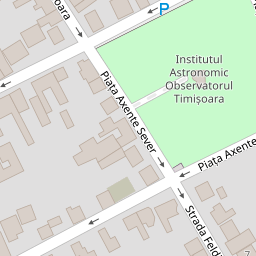 oara
P
Institutul
Astronomic
Observatorul
Timișoara
Piața Axente Sever
Piața Axente
Strada Feld
7